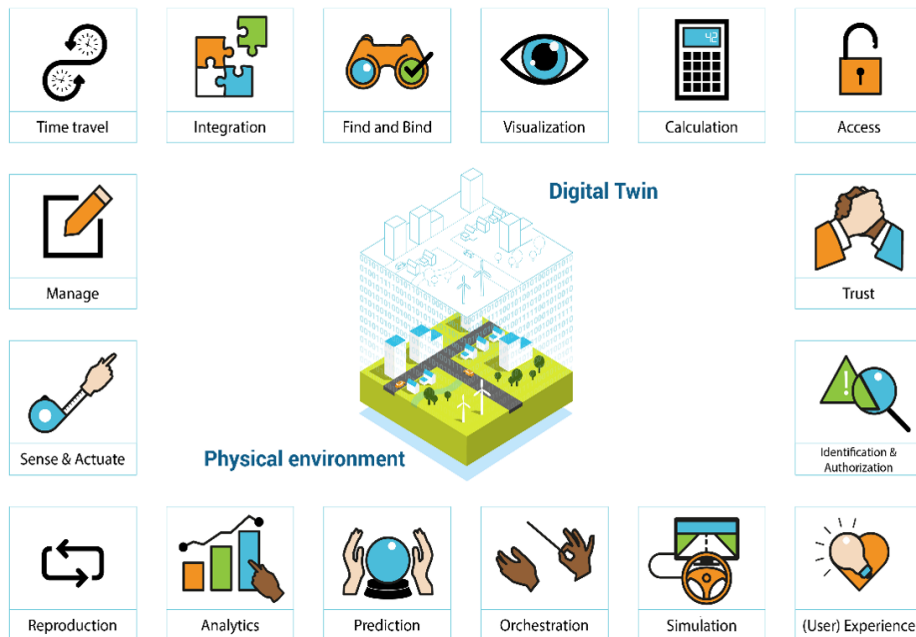 42
Time travel
Integration
Find and Bind
Visualization
Calculation
Access
Digital Twin
Manage
Trust
Sense & Actuate
Physical environment
Identification &
Authorization
Reproduction
Analytics
Prediction
Orchestration
Simulation
(User) Experience